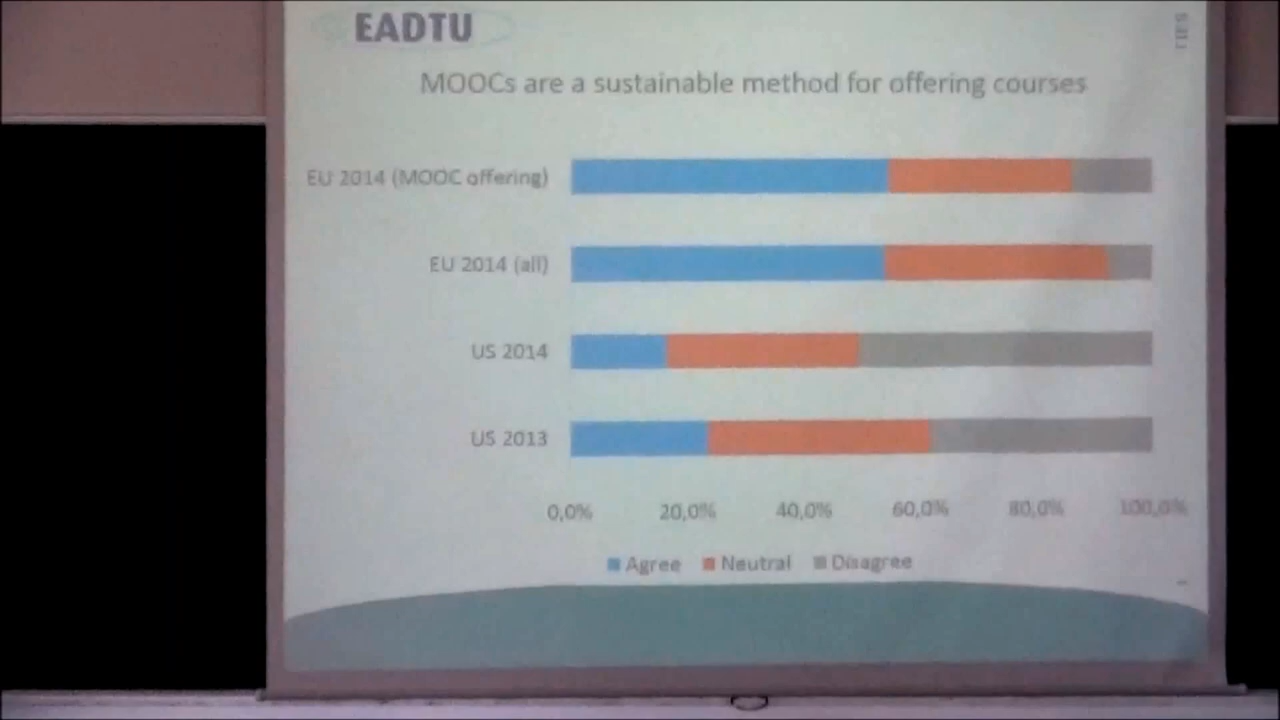 EADTU
MOOCs are a sustainable method for offering courses
EU 2014 (MOOC offering)
EU 2014 (all)
US 2014
US 2013
0,0% 20,0% 40,0% 60,0% 80,0% 100,0%
Agree Neutral Disagree